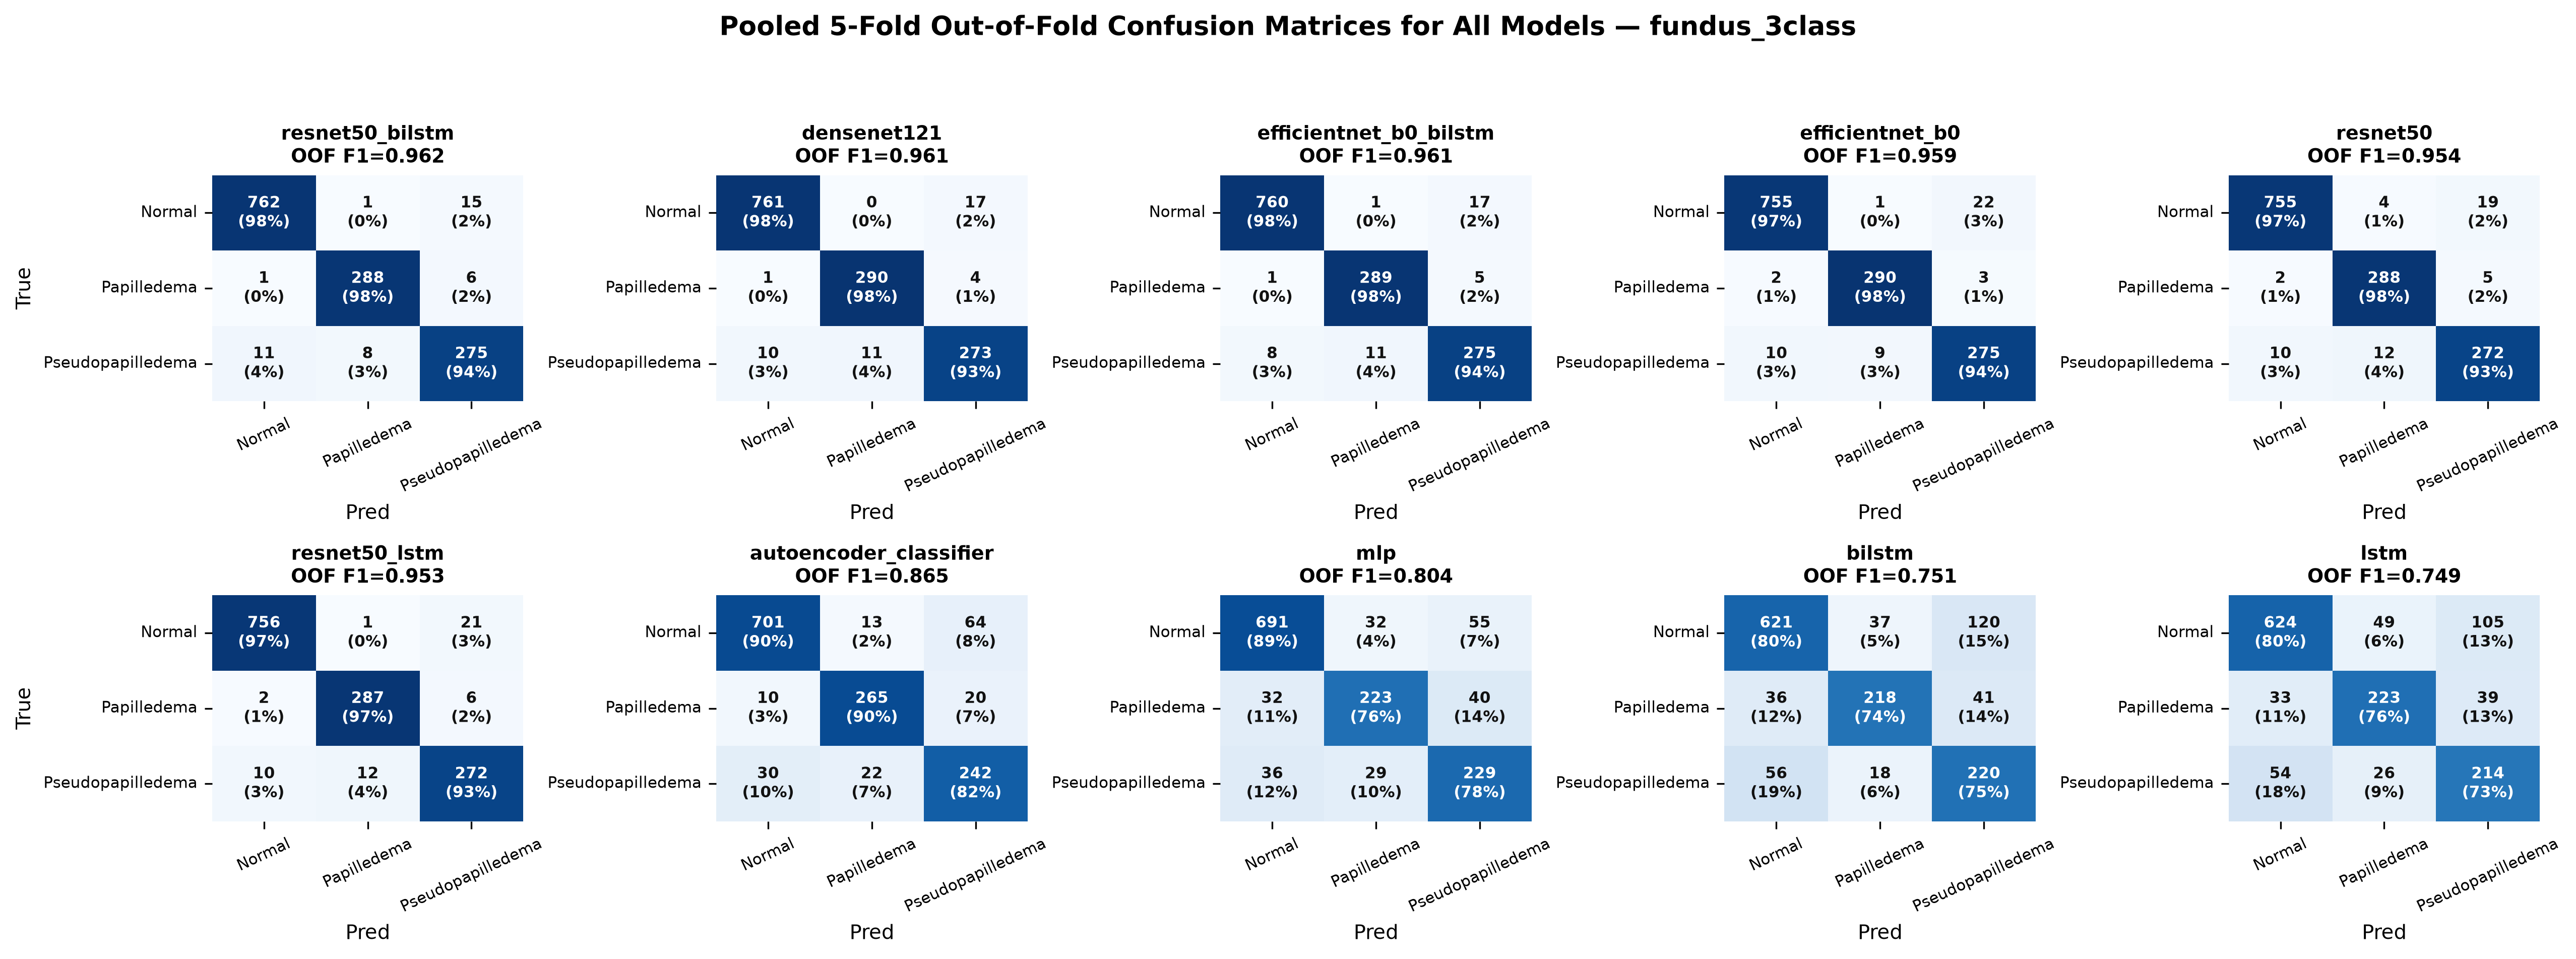 Pooled 5-Fold Out-of-Fold Confusion Matrices for All Models — fundus_3class
resnet50_bilstm
OOF F1=0.962
True
Normal
762
(98%)
1
(0%)
15
(2%)
Papilledema
1
(0%)
288
(98%)
6
(2%)
Pseudopapilledema
11
(4%)
8
(3%)
275
(94%)
Normal
Papilledema
Pseudopapilledema
Pred
densenet121
OOF F1=0.961
Normal
761
(98%)
0
(0%)
17
(2%)
Papilledema
1
(0%)
290
(98%)
4
(1%)
Pseudopapilledema
10
(3%)
11
(4%)
273
(93%)
Normal
Papilledema
Pseudopapilledema
Pred
efficientnet_b0_bilstm
OOF F1=0.961
Normal
760
(98%)
1
(0%)
17
(2%)
Papilledema
1
(0%)
289
(98%)
5
(2%)
Pseudopapilledema
8
(3%)
11
(4%)
275
(94%)
Normal
Papilledema
Pseudopapilledema
Pred
efficientnet_b0
OOF F1=0.959
Normal
755
(97%)
1
(0%)
22
(3%)
Papilledema
2
(1%)
290
(98%)
3
(1%)
Pseudopapilledema
10
(3%)
9
(3%)
275
(94%)
Normal
Papilledema
Pseudopapilledema
Pred
resnet50
OOF F1=0.954
Normal
755
(97%)
4
(1%)
19
(2%)
Papilledema
2
(1%)
288
(98%)
5
(2%)
Pseudopapilledema
10
(3%)
12
(4%)
272
(93%)
Normal
Papilledema
Pseudopapilledema
Pred
resnet50_lstm
OOF F1=0.953
True
Normal
756
(97%)
1
(0%)
21
(3%)
Papilledema
2
(1%)
287
(97%)
6
(2%)
Pseudopapilledema
10
(3%)
12
(4%)
272
(93%)
Normal
Papilledema
Pseudopapilledema
Pred
autoencoder_classifier
OOF F1=0.865
Normal
701
(90%)
13
(2%)
64
(8%)
Papilledema
10
(3%)
265
(90%)
20
(7%)
Pseudopapilledema
30
(10%)
22
(7%)
242
(82%)
Normal
Papilledema
Pseudopapilledema
Pred
mlp
OOF F1=0.804
Normal
691
(89%)
32
(4%)
55
(7%)
Papilledema
32
(11%)
223
(76%)
40
(14%)
Pseudopapilledema
36
(12%)
29
(10%)
229
(78%)
Normal
Papilledema
Pseudopapilledema
Pred
bilstm
OOF F1=0.751
Normal
621
(80%)
37
(5%)
120
(15%)
Papilledema
36
(12%)
218
(74%)
41
(14%)
Pseudopapilledema
56
(19%)
18
(6%)
220
(75%)
Normal
Papilledema
Pseudopapilledema
Pred
lstm
OOF F1=0.749
Normal
624
(80%)
49
(6%)
105
(13%)
Papilledema
33
(11%)
223
(76%)
39
(13%)
Pseudopapilledema
54
(18%)
26
(9%)
214
(73%)
Normal
Papilledema
Pseudopapilledema
Pred